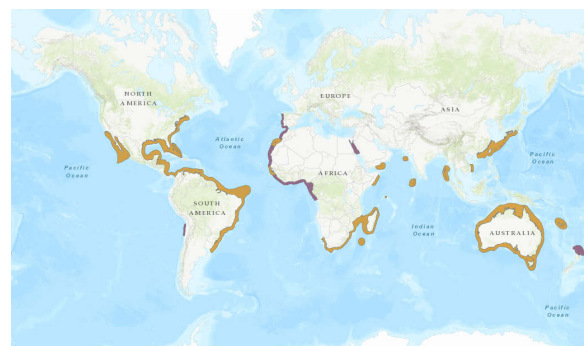 NORTH
AMERICA
EUROPE
ASIA
Atlantic
Ocean
Pacific
Ocean
Pacific
Ocean
AFRICA
SOUTH
AMERICA
Indian
Ocean
AUSTRALIA
Pacific
Ocean